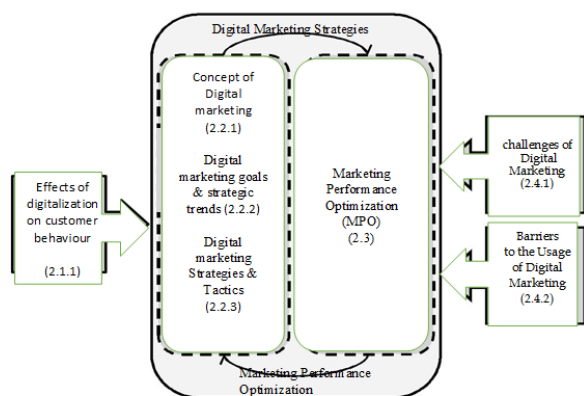 Digital Marketing Strategies
Concept of
Digital
marketing
(2.2.1)
Digital
marketing goals
& strategic
trends (2.2.2)
Digital
marketing
Strategies &
Tactics
(2.2.3)
Marketing
Performance
Optimization
(MPO)
(2.3)
Effects of
digitalization
on customer
behaviour
(2.1.1)
challenges of
Digital
Marketing
(2.4.1)
Barriers
to the Usage
of Digital
Marketing
(2.4.2)
Marketing Performance
Optimization